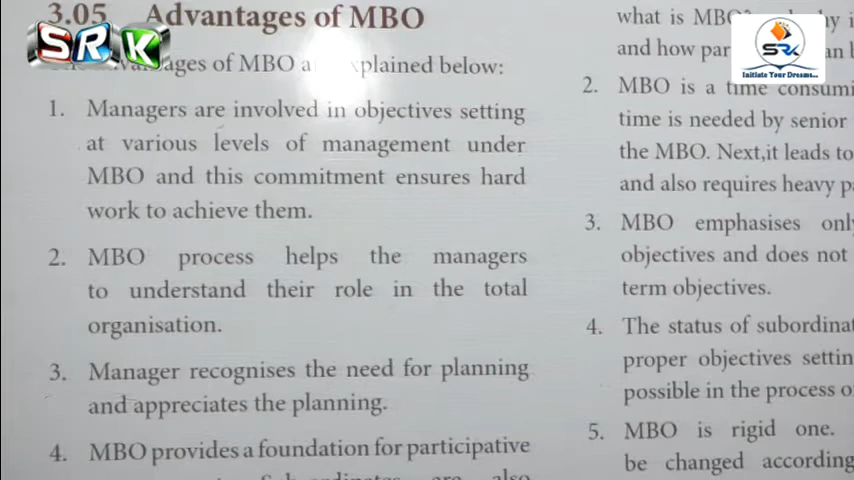 3.05 Advantages of MBO
SRK
ages of MBO a xplained below:
1. Managers are involved in objectives setting
at various levels of management under
MBO and this commitment ensures hard
work to achieve them.
2. MBO process helps the managers
to understand their role in the total
organisation.
3. Manager recognises the need for planning
and appreciates the planning.
4. MBO provides a foundation for participative
also
what is MBO
and how par
2. MBO is a time consumi
time is needed by senior
the MBO. Next,it leads to
and also requires heavy pa
3. MBO emphasises only
objectives and does not
term objectives.
4. The status of subordinat
proper objectives settin
possible in the process o
5. MBO is rigid one.
be changed according
SRK
Initiate Your Dreams...